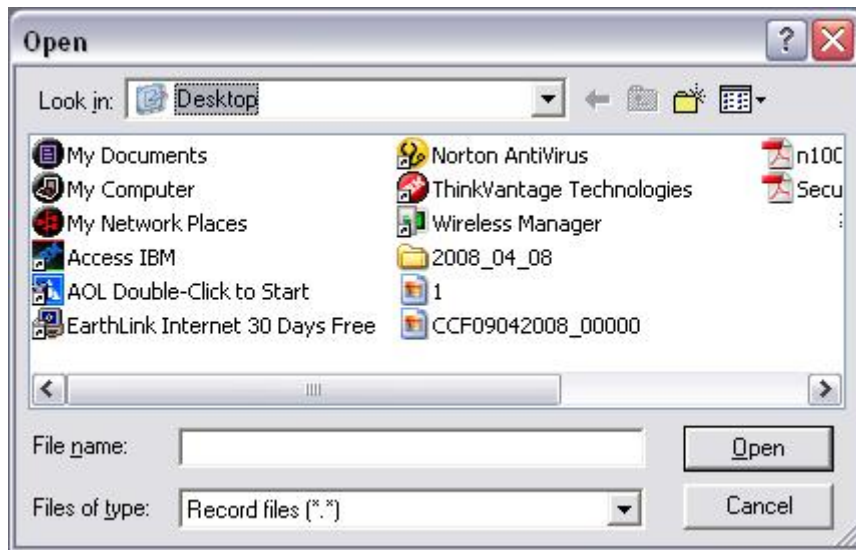 Open
Look in: Desktop
My Documents
My Computer
My Network Places
Access IBM
AOL Double-Click to Start
EarthLink Internet 30 Days Free
Norton AntiVirus
ThinkVantage Technologies
Wireless Manager
2008_04_08
1
CCF09042008_00000
n10C
Secu
File name:
Open
Files of type: Record files (*.*)
Cancel